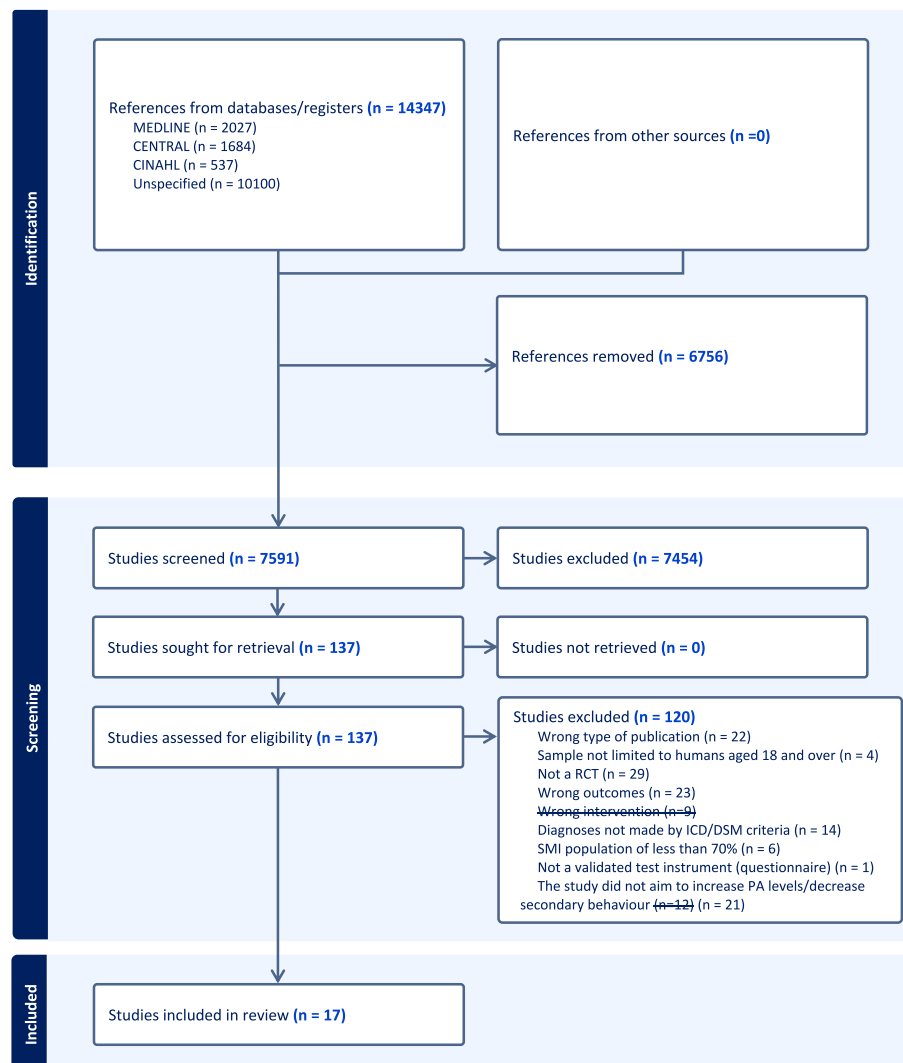 Identification
References from databases/registers (n = 14347)
MEDLINE (n = 2027)
CENTRAL (n = 1684)
CINAHL (n = 537)
Unspecified (n = 10100)
References from other sources (n =0)
References removed (n = 6756)
Screening
Studies screened (n = 7591)
Studies excluded (n = 7454)
Studies sought for retrieval (n = 137)
Studies not retrieved (n = 0)
Studies assessed for eligibility (n = 137)
Studies excluded (n = 120)
Wrong type of publication (n = 22)
Sample not limited to humans aged 18 and over (n = 4)
Not a RCT (n = 29)
Wrong outcomes (n = 23)
Wrong intervention (n=9)
Diagnoses not made by ICD/DSM criteria (n = 14)
SMI population of less than 70% (n = 6)
Not a validated test instrument (questionnaire) (n = 1)
The study did not aim to increase PA levels/decrease
secondary behaviour (n=12) (n = 21)
Included
Studies included in review (n = 17)